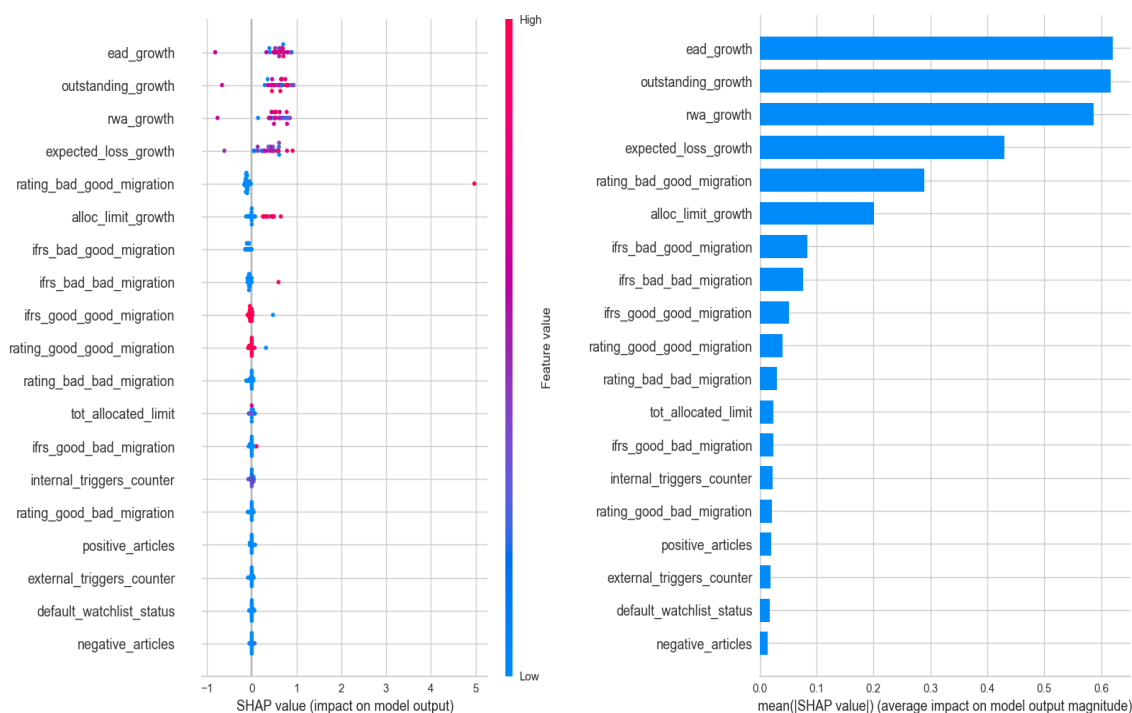 High
ead_growth
outstanding_growth
rwa_growth
expected_loss_growth
rating_bad_good_migration
alloc_limit_growth
ifrs_bad_good_migration
ifrs_bad_bad_migration
ifrs_good_good_migration
rating_good_good_migration
rating_bad_bad_migration
tot_allocated_limit
ifrs_good_bad_migration
internal_triggers_counter
rating_good_bad_migration
positive_articles
external_triggers_counter
default_watchlist_status
negative_articles
−1 0 1 2 3 4 5
SHAP value (impact on model output)
Feature value
Low
ead_growth
outstanding_growth
rwa_growth
expected_loss_growth
rating_bad_good_migration
alloc_limit_growth
ifrs_bad_good_migration
ifrs_bad_bad_migration
ifrs_good_good_migration
rating_good_good_migration
rating_bad_bad_migration
tot_allocated_limit
ifrs_good_bad_migration
internal_triggers_counter
rating_good_bad_migration
positive_articles
external_triggers_counter
default_watchlist_status
negative_articles
0.0 0.1 0.2 0.3 0.4 0.5 0.6
mean(|SHAP value|) (average impact on model output magnitude)